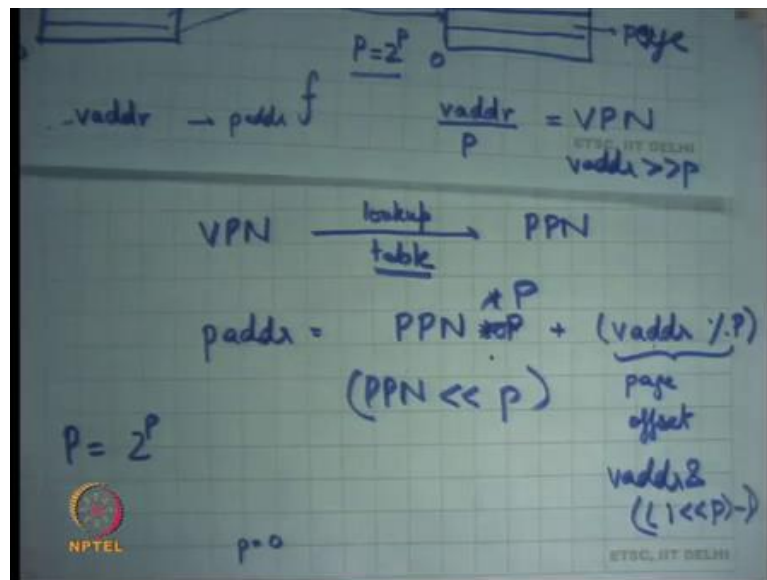 P=2^p 0 → page
vaddr → paddr f vaddr/P = VPN
ETSC, IIT DELHI
vaddr>>p
VPN lookup table → PPN
paddr = PPN * P + (vaddr %P)
(PPN << p) page
offset
P = 2^p
vaddr &
((1<<p)-)
NPTEL
p=0
ETSC, IIT DELHI